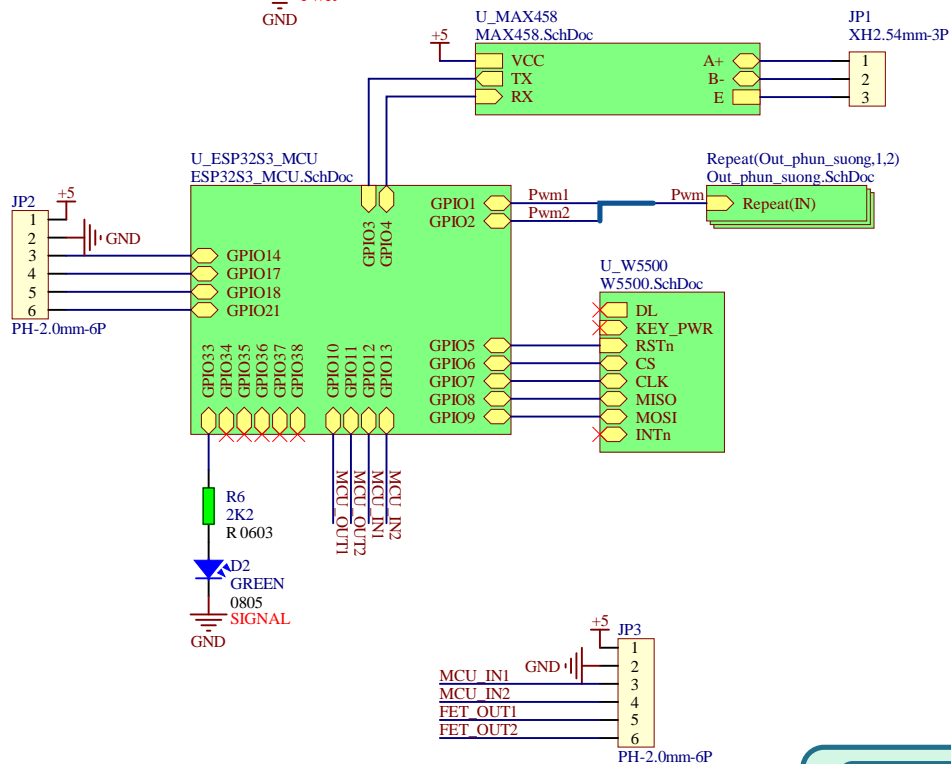 GND
U_MAX458
MAX458.SchDoc
+5
VCC
TX
RX
A+
B-
E
JP1
XH2.54mm-3P
1
2
3
U_ESP32S3_MCU
ESP32S3_MCU.SchDoc
GPIO3
GPIO4
GPIO1
GPIO2
Pwm1
Pwm2
Repeat(Out_phun_suong,1,2)
Out_phun_suong.SchDoc
Pwm
Repeat(IN)
JP2
+5
GND
1
2
3
4
5
6
PH-2.0mm-6P
GPIO14
GPIO17
GPIO18
GPIO21
U_W5500
W5500.SchDoc
DL
KEY_PWR
RSTn
CS
CLK
MISO
MOSI
INTn
GPIO5
GPIO6
GPIO7
GPIO8
GPIO9
GPIO33
GPIO34
GPIO35
GPIO36
GPIO37
GPIO38
GPIO10
GPIO11
GPIO12
GPIO13
MCU_OUT1
MCU_OUT2
MCU_IN1
MCU_IN2
R6
2K2
R 0603
D2
GREEN
0805
SIGNAL
GND
+5
JP3
GND
MCU_IN1
MCU_IN2
FET_OUT1
FET_OUT2
1
2
3
4
5
6
PH-2.0mm-6P